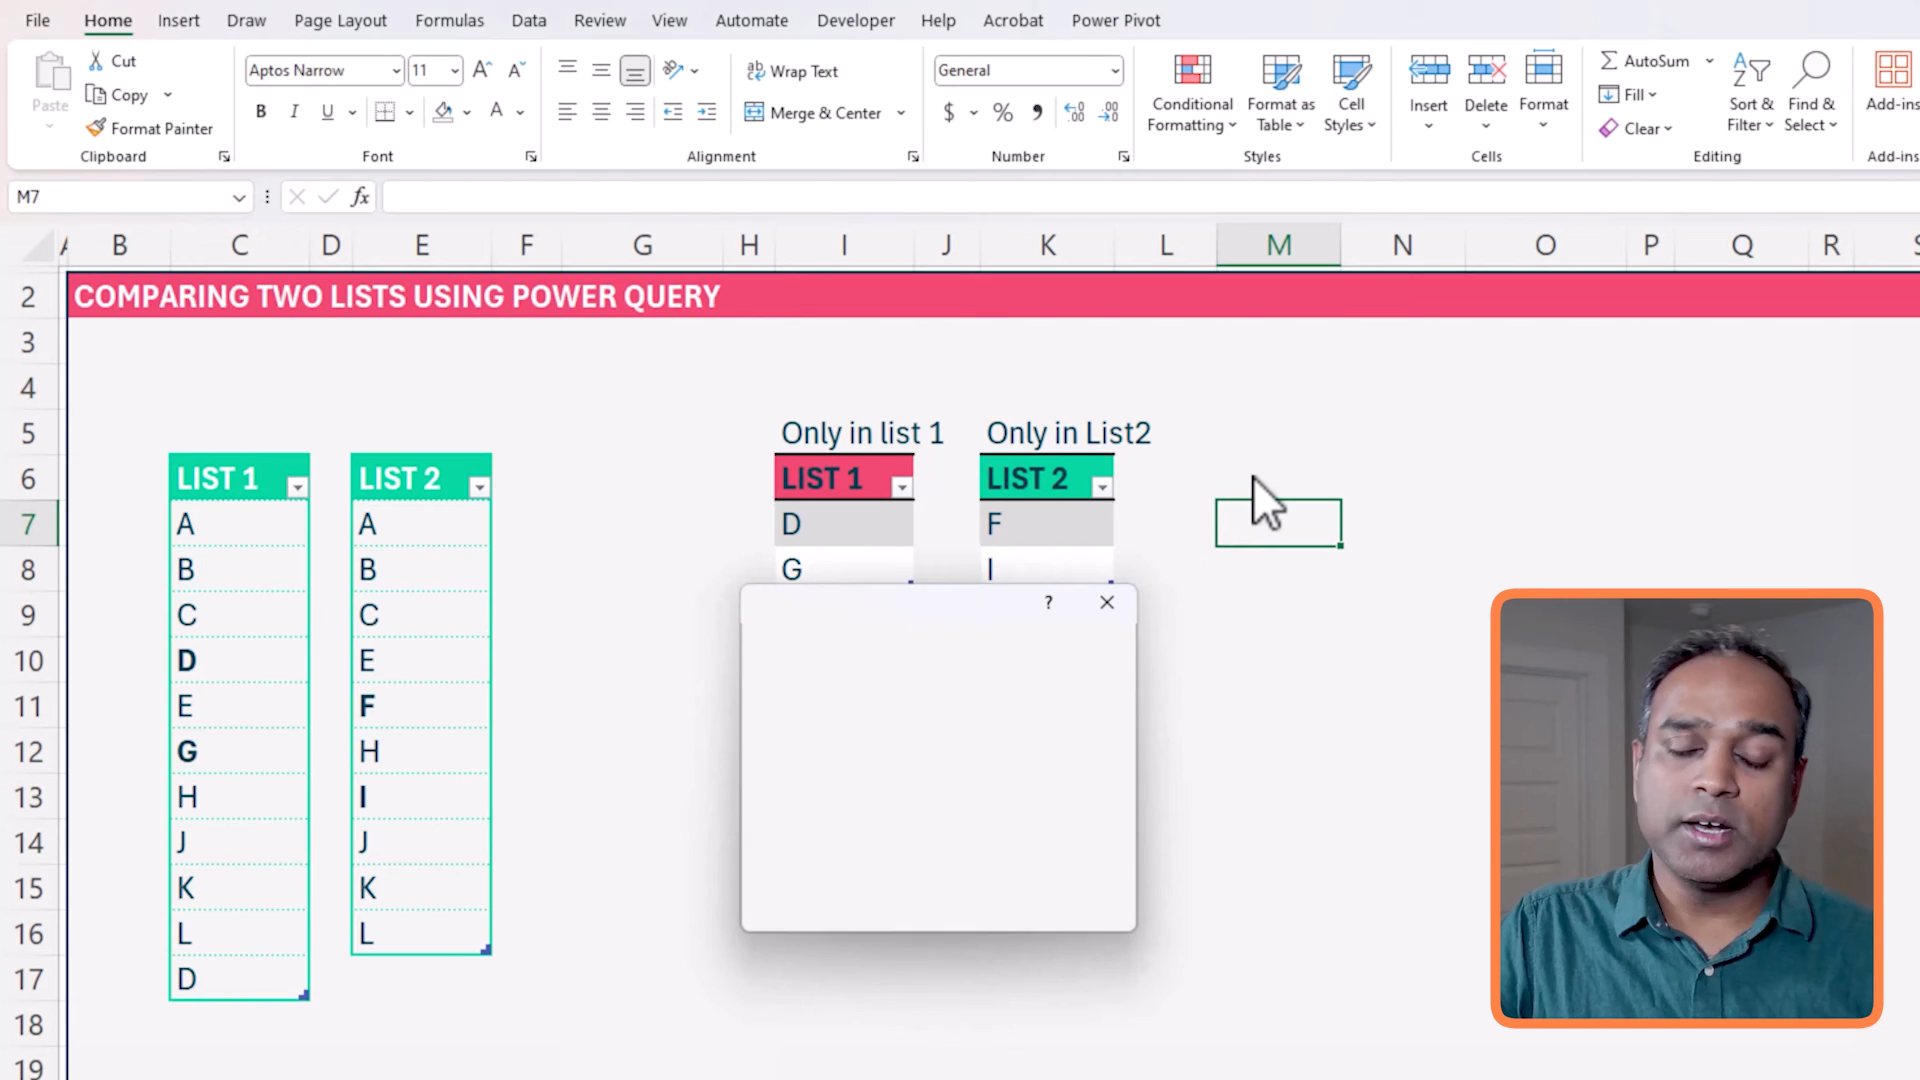 File Home Insert Draw Page Layout Formulas Data Review View Automate Developer Help Acrobat Power Pivot
Paste
Cut
Copy
Format Painter
Clipboard
Aptos Narrow 11
B I U
Font
Wrap Text
Merge & Center
Alignment
General
$ % 9
Number
Conditional Formatting
Format as Table
Cell Styles
Styles
Insert Delete Format
Cells
AutoSum
Fill
Clear
Sort & Filter
Find & Select
Editing
Add-ins
Add-ins
M7 fx
A B C D E F G H I J K L M N O P Q R S
2 COMPARING TWO LISTS USING POWER QUERY
3
4
5 Only in list 1 Only in List2
6 LIST 1 LIST 2 LIST 1 LIST 2
7 A A D F
8 B B G I
9 C C ?
10 D E
11 E F
12 G H
13 H I
14 J J
15 K K
16 L L
17 D
18
19